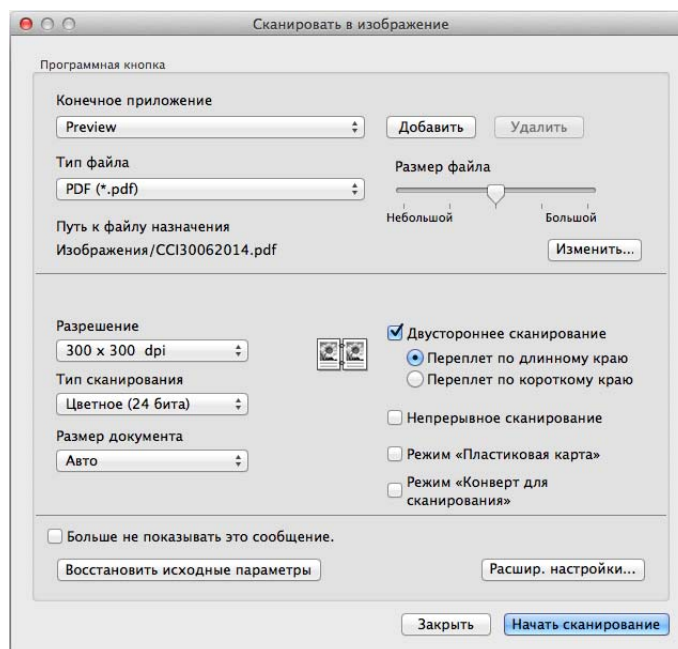 Сканировать в изображение
Программная кнопка
Конечное приложение
Preview
Добавить
Удалить
Тип файла
PDF (*.pdf)
Размер файла
Небольшой
Большой
Путь к файлу назначения
Изображения/CCI30062014.pdf
Изменить...
Разрешение
300 x 300 dpi
Тип сканирования
Цветное (24 бита)
Размер документа
Авто
Двустороннее сканирование
Переплет по длинному краю
Переплет по короткому краю
Непрерывное сканирование
Режим «Пластиковая карта»
Режим «Конверт для
сканирования»
Больше не показывать это сообщение.
Восстановить исходные параметры
Расшир. настройки...
Закрыть
Начать сканирование